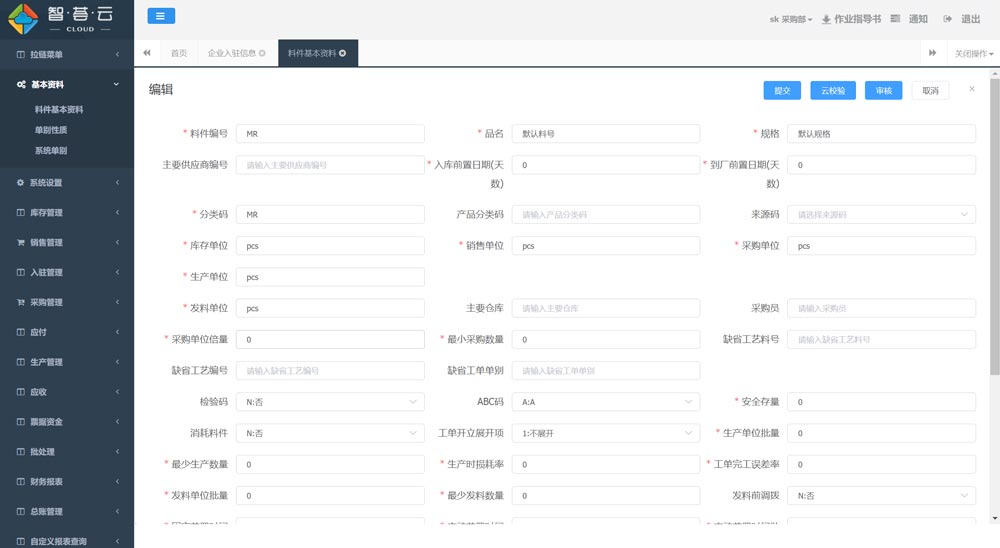 智·荟·云
CLOUD
sk 采购部
作业指导书
通知
退出
首页
企业入驻信息
料件基本资料
关闭操作
拉链菜单
基本资料
料件基本资料
单别性质
系统单别
系统设置
库存管理
销售管理
入驻管理
采购管理
应付
生产管理
应收
票据资金
批处理
财务报表
总账管理
自定义报表查询
编辑
提交 云校验 审核 取消 ×
* 料件编号 MR * 品名 默认料号 * 规格 默认规格
主要供应商编号 请输入主要供应商编号 * 入库前置日期(天数) 0 * 到厂前置日期(天数) 0
* 分类码 MR 产品分类码 请输入产品分类码 来源码 请选择来源码
* 库存单位 pcs * 销售单位 pcs * 采购单位 pcs
* 生产单位 pcs
* 发料单位 pcs 主要仓库 请输入主要仓库 采购员 请输入采购员
* 采购单位倍量 0 * 最小采购数量 0 缺省工艺料号 请输入缺省工艺料号
缺省工艺编号 请输入缺省工艺编号 缺省工单单别 请输入缺省工单单别
检验码 N:否 ABC码 A:A * 安全存量 0
消耗料件 N:否 工单开立展开项 1:不展开 * 生产单位批量 0
* 最少生产数量 0 * 生产时损耗率 0 * 工单完工误差率 0
* 发料单位批量 0 * 最少发料数量 0 发料前调拨 N:否